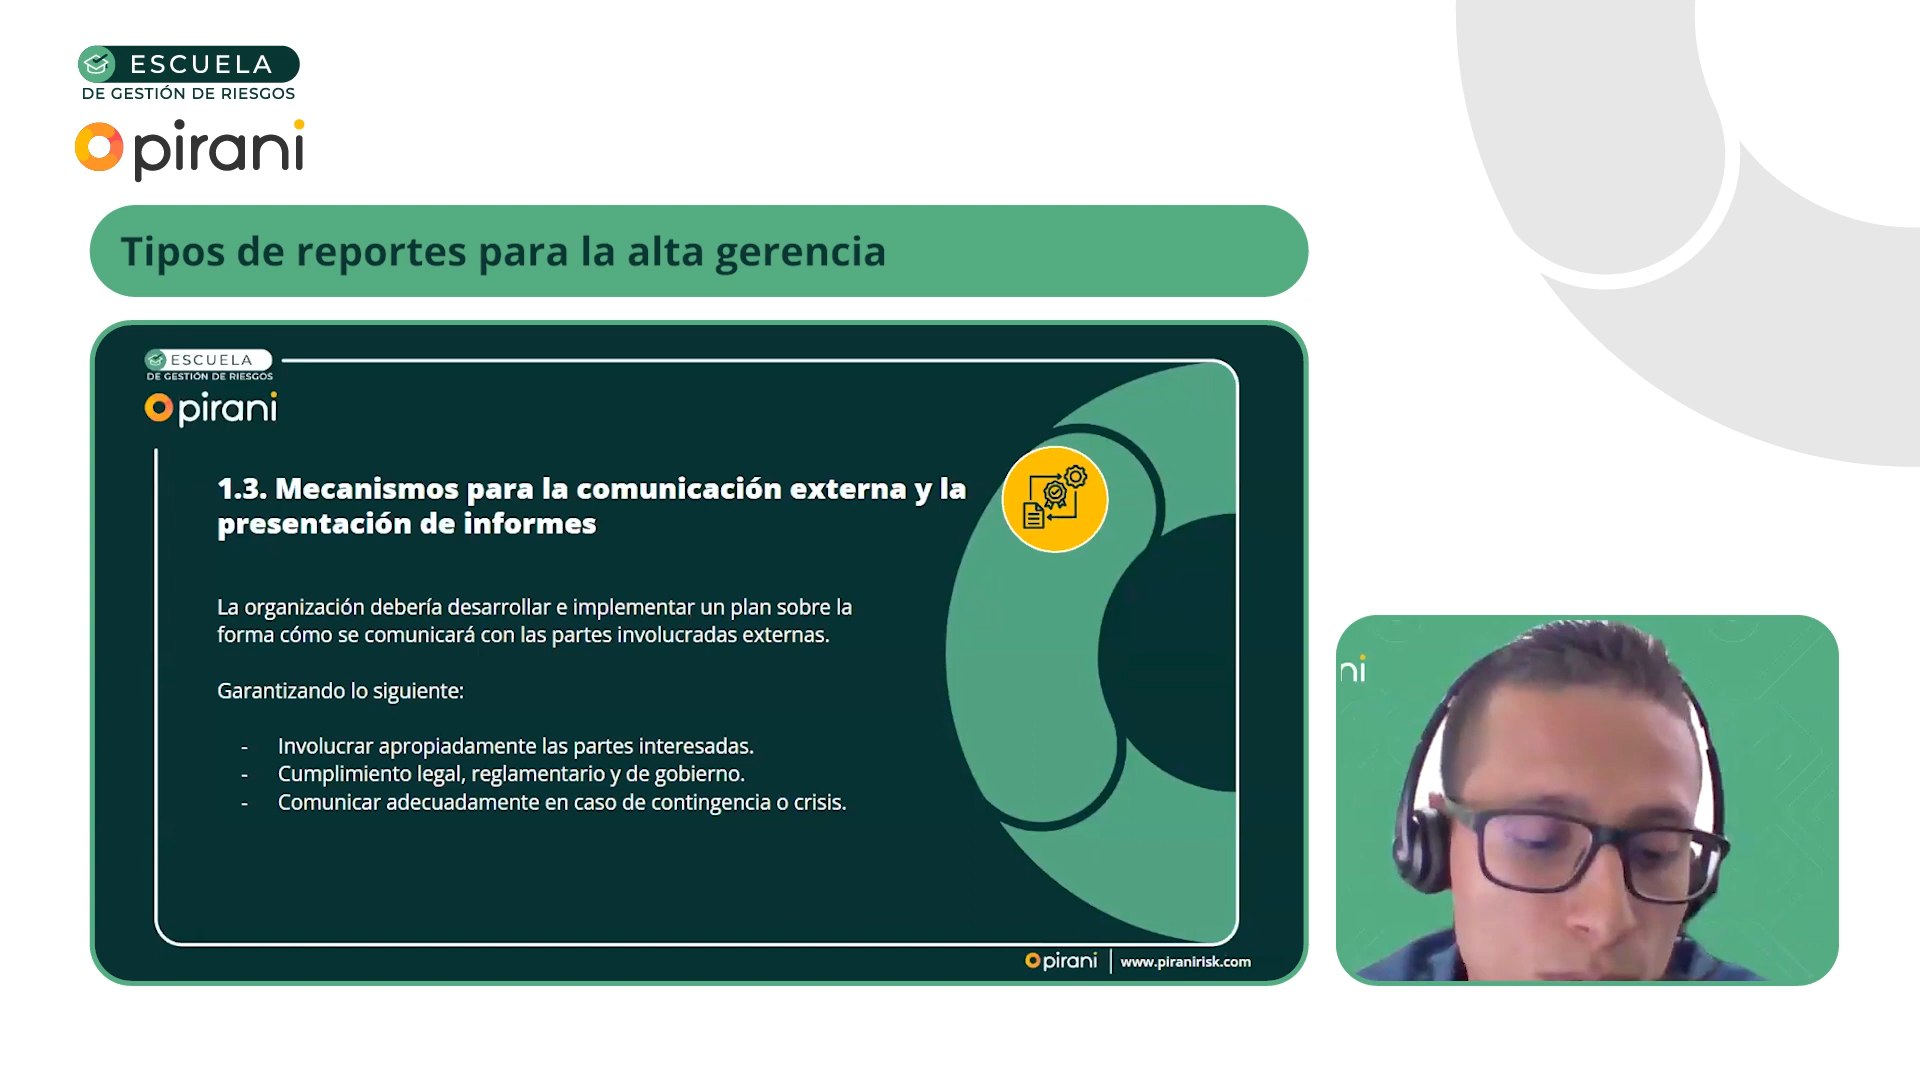 ESCUELA
DE GESTIÓN DE RIESGOS
pirani
Tipos de reportes para la alta gerencia
ESCUELA
DE GESTIÓN DE RIESGOS
pirani
1.3. Mecanismos para la comunicación externa y la
presentación de informes
La organización debería desarrollar e implementar un plan sobre la
forma cómo se comunicará con las partes involucradas externas.
Garantizando lo siguiente:
- Involucrar apropiadamente las partes interesadas.
- Cumplimiento legal, reglamentario y de gobierno.
- Comunicar adecuadamente en caso de contingencia o crisis.
pirani | www.piranirisk.com
ni